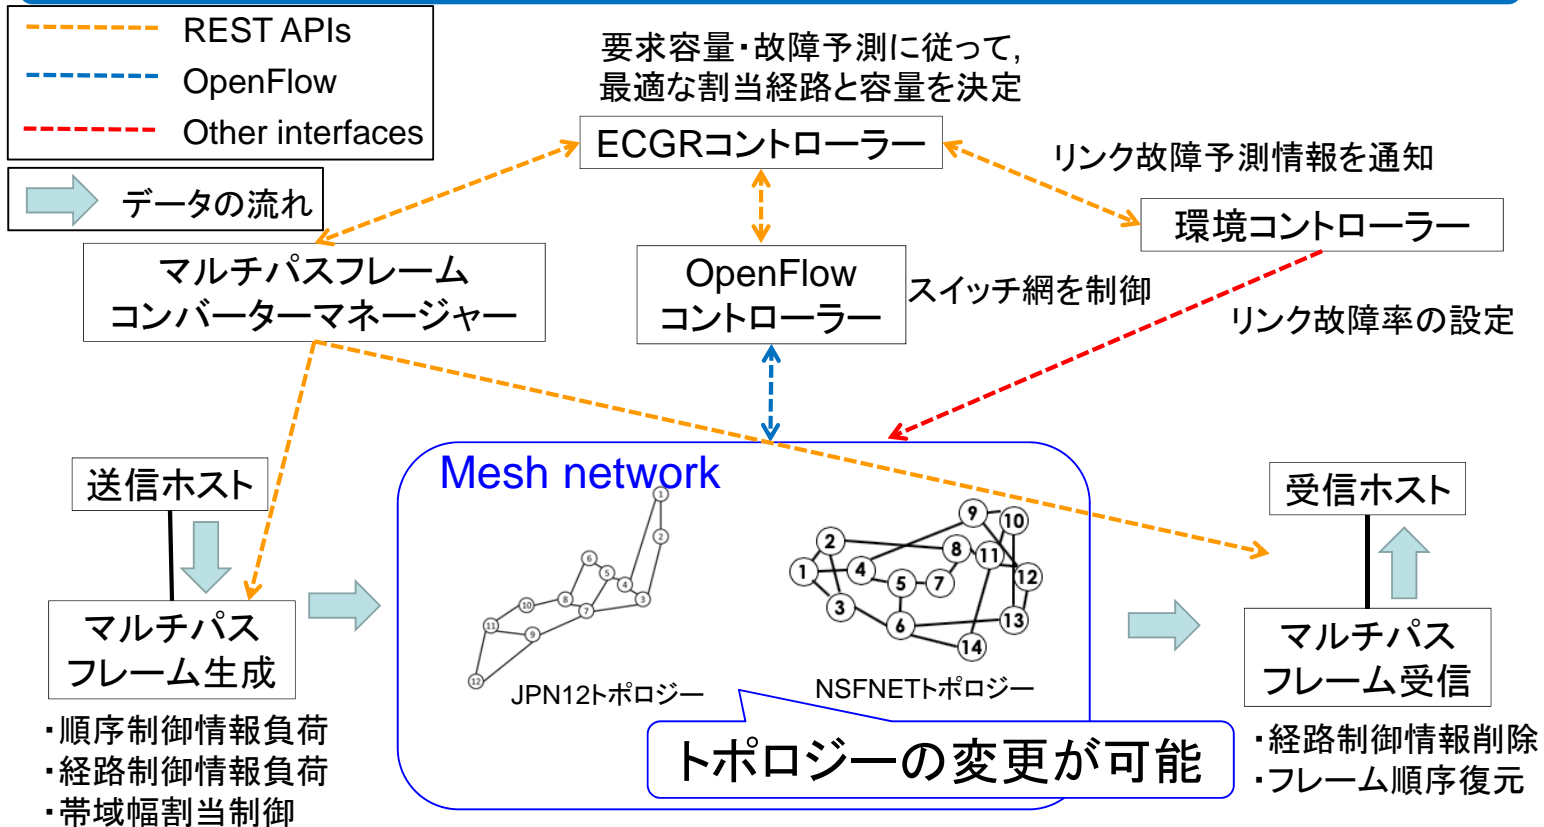 REST APIs
OpenFlow
Other interfaces
データの流れ
要求容量・故障予測に従って,
最適な割当経路と容量を決定
ECGRコントローラー
リンク故障予測情報を通知
環境コントローラー
マルチパスフレーム
コンバーターマネージャー
OpenFlow
コントローラー
スイッチ網を制御
リンク故障率の設定
Mesh network
送信ホスト
受信ホスト
マルチパス
フレーム生成
・順序制御情報負荷
・経路制御情報負荷
・帯域幅割当制御
1
2
3
4
5
6
7
8
9
10
11
12
JPN12トポロジー
1
2
3
4
5
6
7
8
9
10
11
12
13
14
NSFNETトポロジー
トポロジーの変更が可能
マルチパス
フレーム受信
・経路制御情報削除
・フレーム順序復元